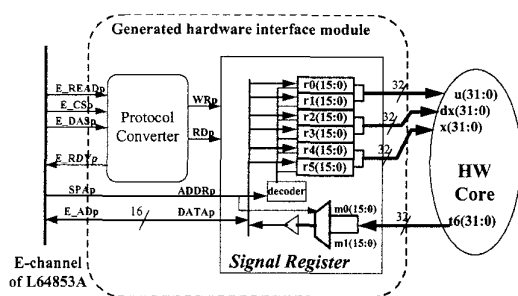 Generated hardware interface module
E_READp
E_CSp
E_DASp
E_RDYp
Protocol
Converter
WRp
RDp
r0(15:0)
r1(15:0)
r2(15:0)
r3(15:0)
r4(15:0)
r5(15:0)
32
32
32
u(31:0)
dx(31:0)
x(31:0)
HW
Core
SPAp
ADDRp
decoder
m0(15:0)
m1(15:0)
32
t6(31:0)
E_ADp
16
DATAp
Signal Register
E-channel
of L64853A